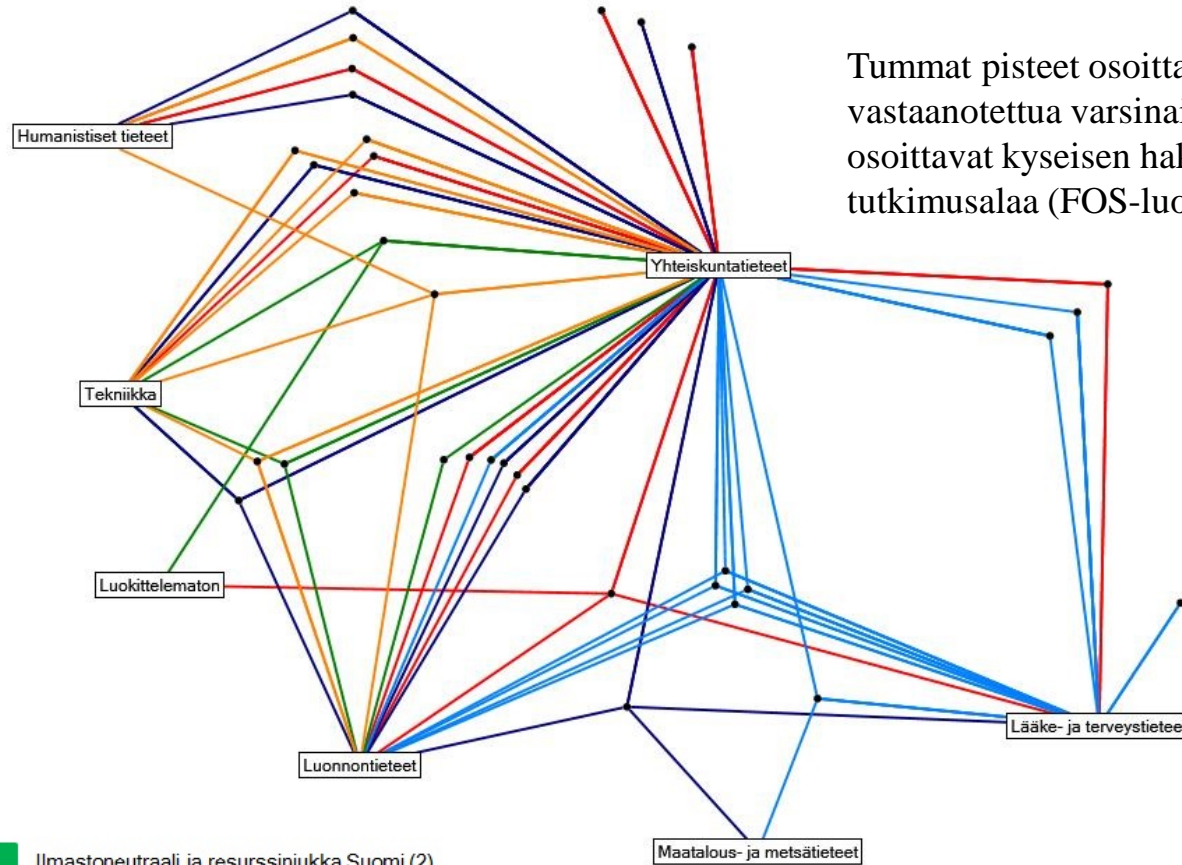 Tummat pisteet osoitta
vastaanotettua varsinai
osoittavat kyseisen hal
tutkimusalaa (FOS-luo
Humanistiset tieteet
Yhteiskuntatieteet
Tekniikka
Luokittelematon
Lääke- ja terveystietee
Luonnontieteet
Maatalous- ja metsätieteet
Ilmastoneutraali ja resurssiniukka Suomi (2)